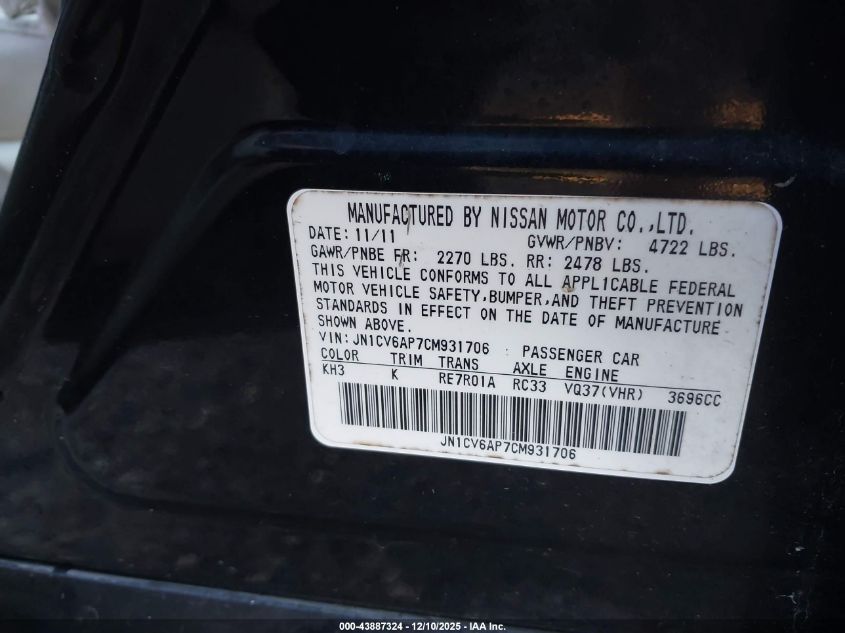 MANUFACTURED BY NISSAN MOTOR CO.,LTD.
DATE: 11/11 GVWR/PNBV: 4722 LBS.
GAWR/PNBE FR: 2270 LBS. RR: 2478 LBS.
THIS VEHICLE CONFORMS TO ALL APPLICABLE FEDERAL
MOTOR VEHICLE SAFETY,BUMPER,AND THEFT PREVENTION
STANDARDS IN EFFECT ON THE DATE OF MANUFACTURE
SHOWN ABOVE.
VIN:JN1CV6AP7CM931706 PASSENGER CAR
COLOR TRIM TRANS AXLE ENGINE
KH3 K RE7R01A RC33 VQ37(VHR) 3696CC
JN1CV6AP7CM931706
000-43887324 - 12/10/2025 - IAA Inc.